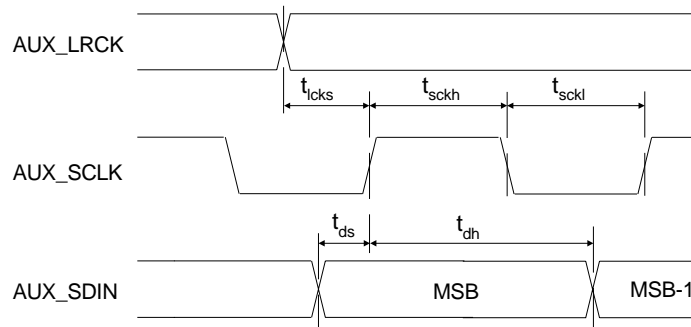 AUX_LRCK
t_lcks t_sckh t_sckl
AUX_SCLK
t_ds t_dh
AUX_SDIN MSB MSB-1